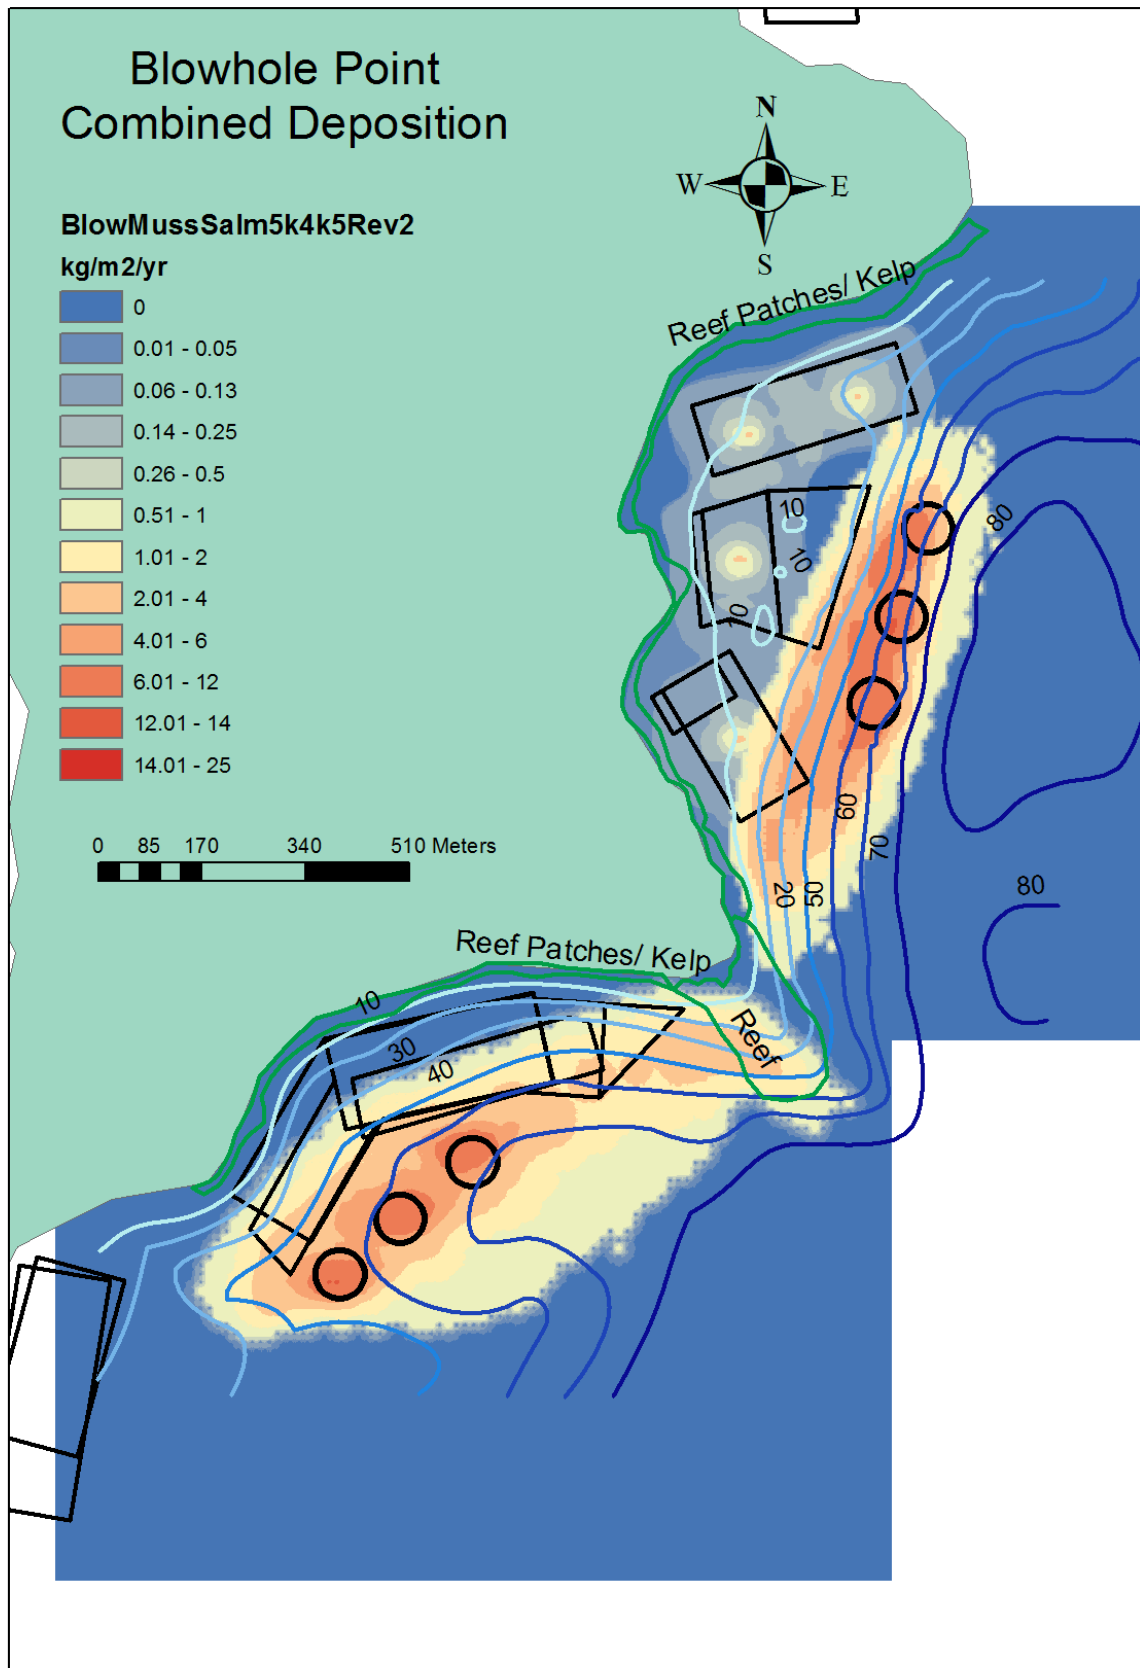 Blowhole Point
Combined Deposition
N
W
E
S
BlowMussSalm5k4k5Rev2
kg/m2/yr
0
0.01 - 0.05
0.06 - 0.13
0.14 - 0.25
0.26 - 0.5
0.51 - 1
1.01 - 2
2.01 - 4
4.01 - 6
6.01 - 12
12.01 - 14
14.01 - 25
0 85 170 340 510 Meters
Reef Patches/ Kelp
10
80
10
20
60
70
20
50
80
Reef Patches/ Kelp
10
30
40
Reef